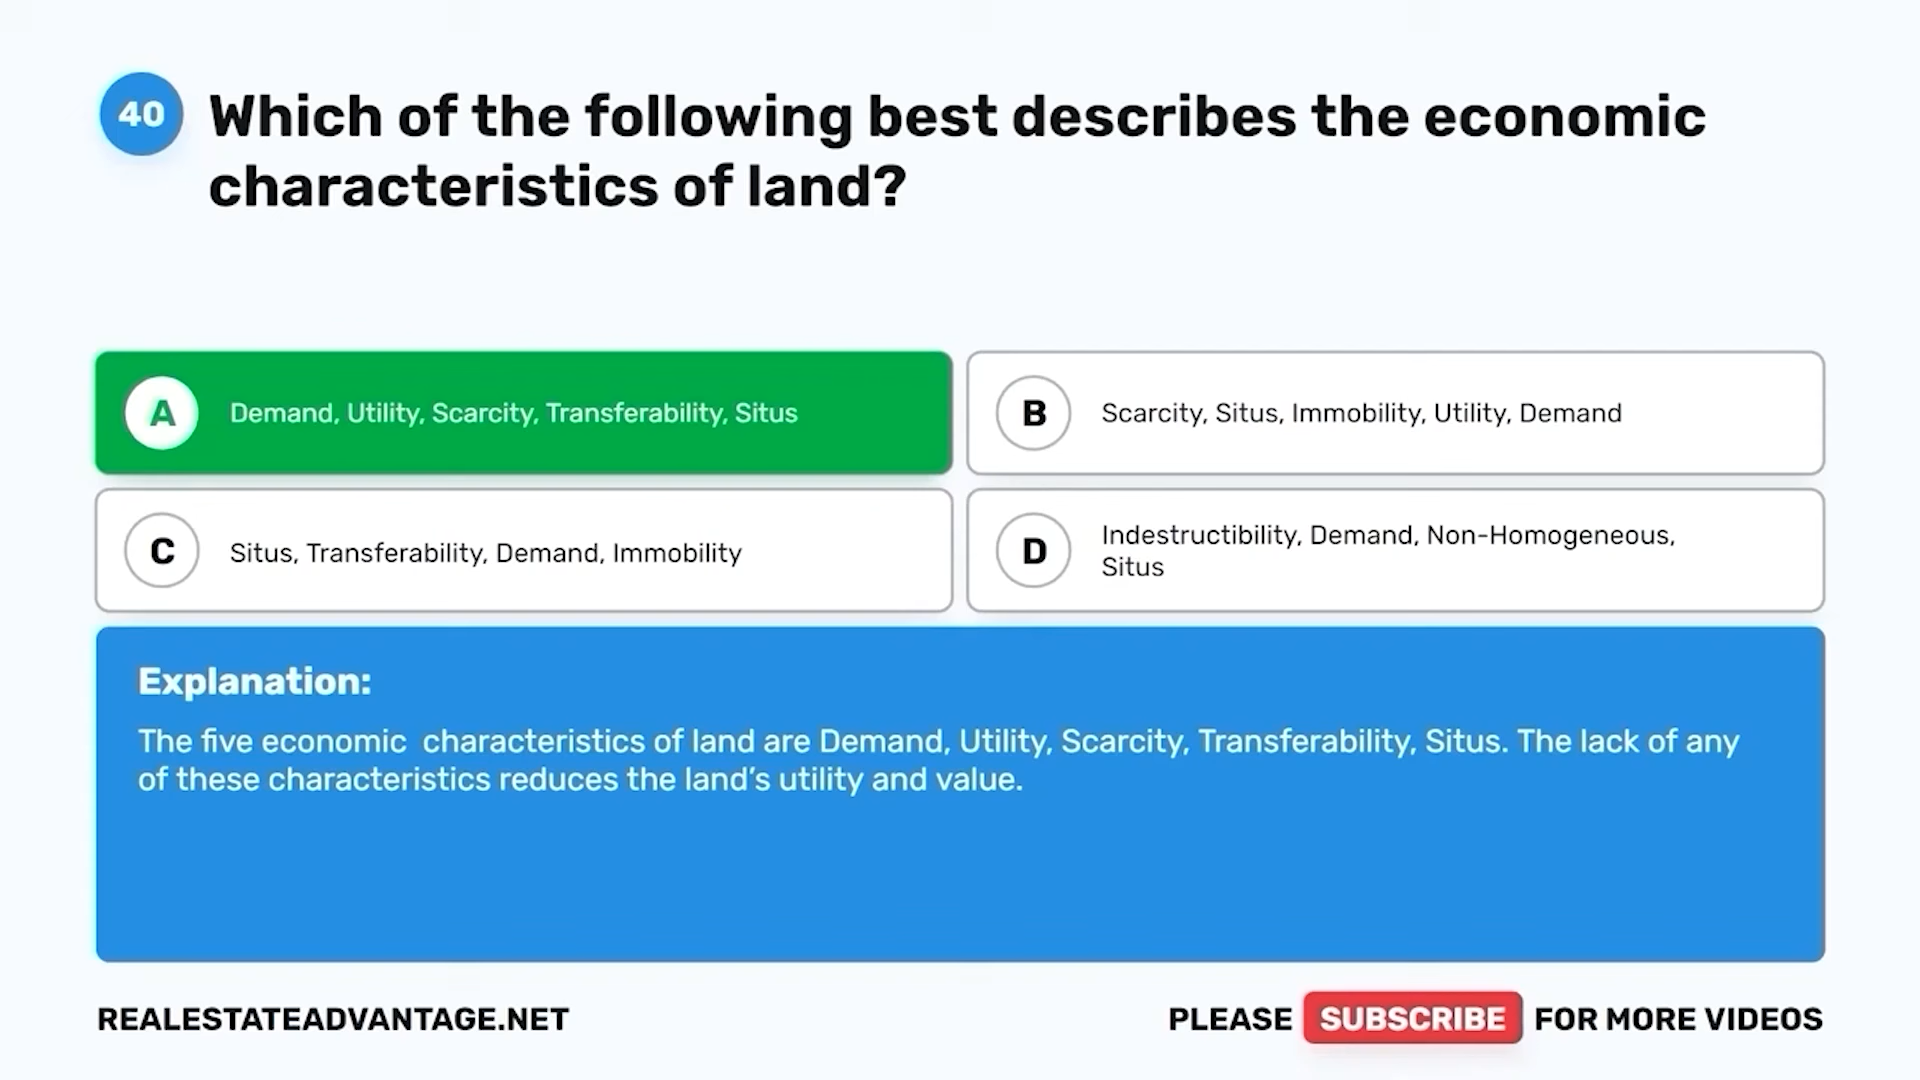 40
Which of the following best describes the economic
characteristics of land?
A
Demand, Utility, Scarcity, Transferability, Situs
B
Scarcity, Situs, Immobility, Utility, Demand
C
Situs, Transferability, Demand, Immobility
D
Indestructibility, Demand, Non-Homogeneous,
Situs
Explanation:
The five economic  characteristics of land are Demand, Utility, Scarcity, Transferability, Situs. The lack of any
of these characteristics reduces the land’s utility and value.
REALESTATEADVANTAGE.NET
PLEASE SUBSCRIBE FOR MORE VIDEOS